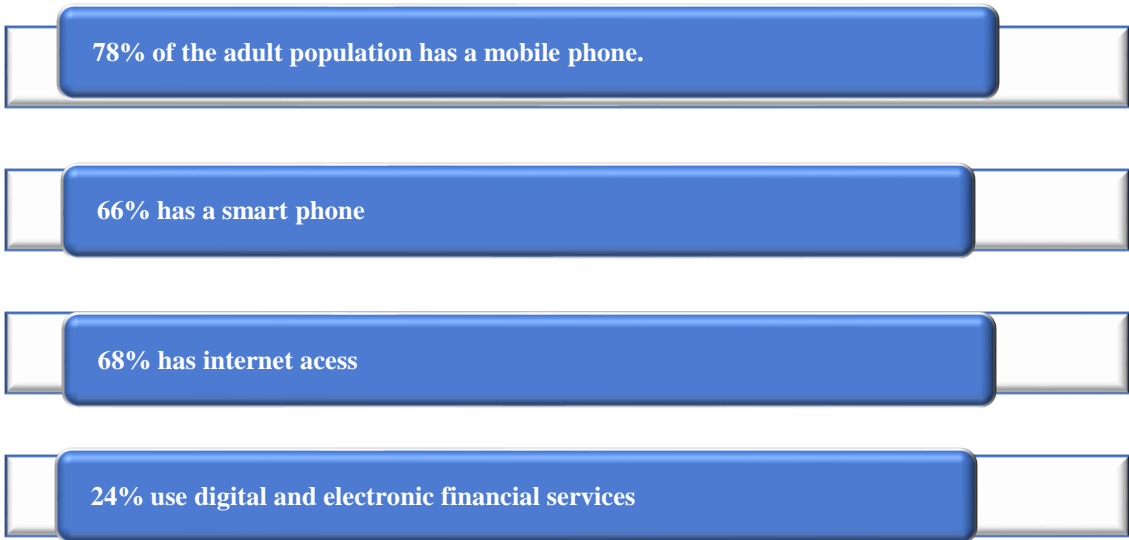 78% of the adult population has a mobile phone.
66% has a smart phone
68% has internet acess
24% use digital and electronic financial services